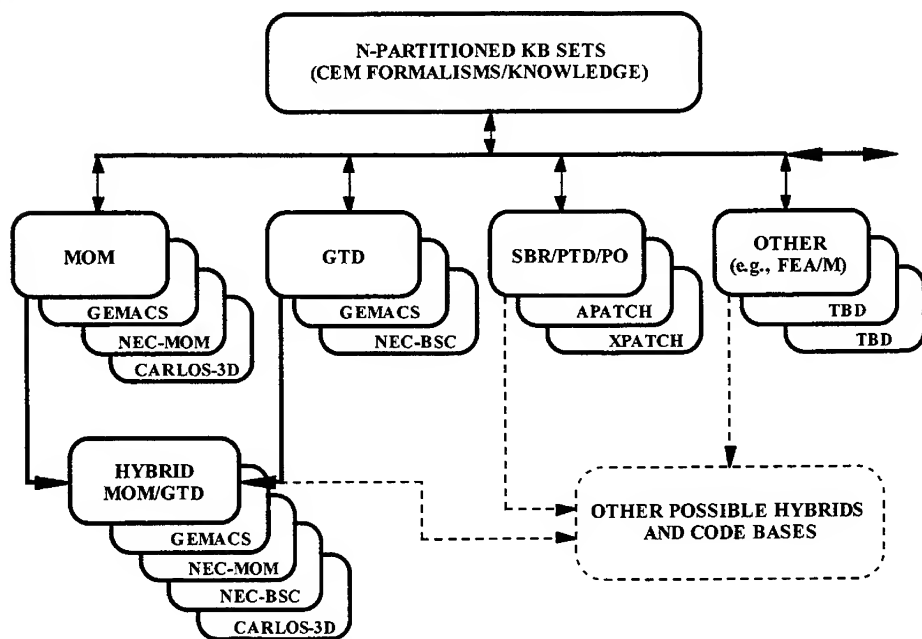 N-PARTITIONED KB SETS
(CEM FORMALISMS/KNOWLEDGE)
MOM
GEMACS
NEC-MOM
CARLOS-3D
GTD
GEMACS
NEC-BSC
SBR/PTD/PO
APATCH
XPATCH
OTHER
(e.g., FEA/M)
TBD
TBD
HYBRID
MOM/GTD
GEMACS
NEC-MOM
NEC-BSC
CARLOS-3D
OTHER POSSIBLE HYBRIDS
AND CODE BASES